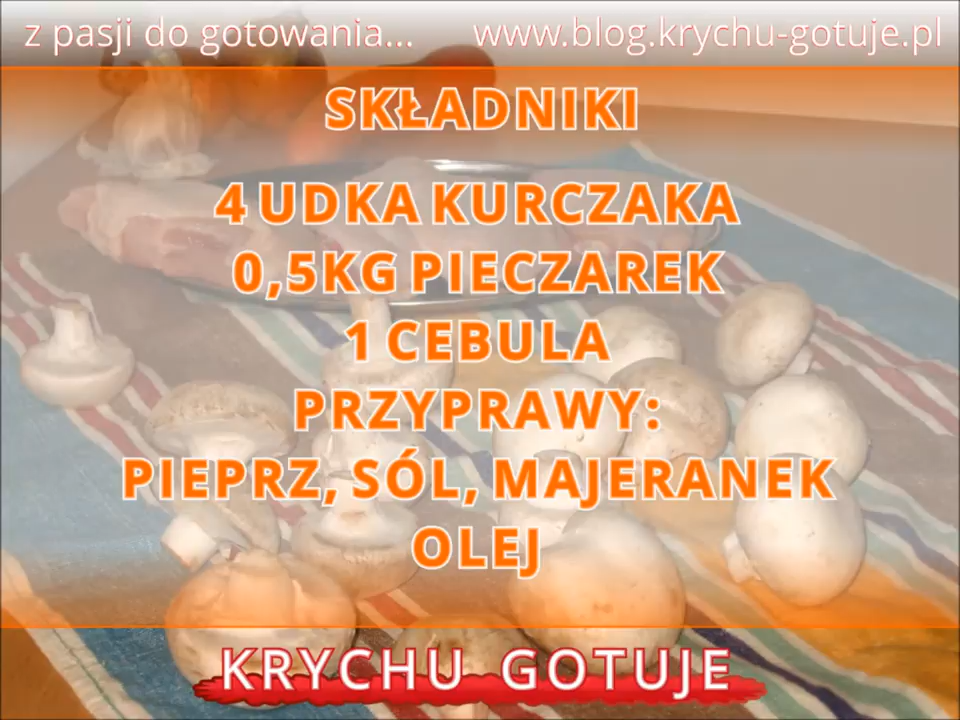 z pasji do gotowania... www.blog.krychu-gotuje.pl
SKŁADNIKI
4 UDKA KURCZAKA
0,5KG PIECZAREK
1 CEBULA
PRZYPRAWY:
PIEPRZ, SÓL, MAJERANEK
OLEJ
KRYCHU GOTUJE